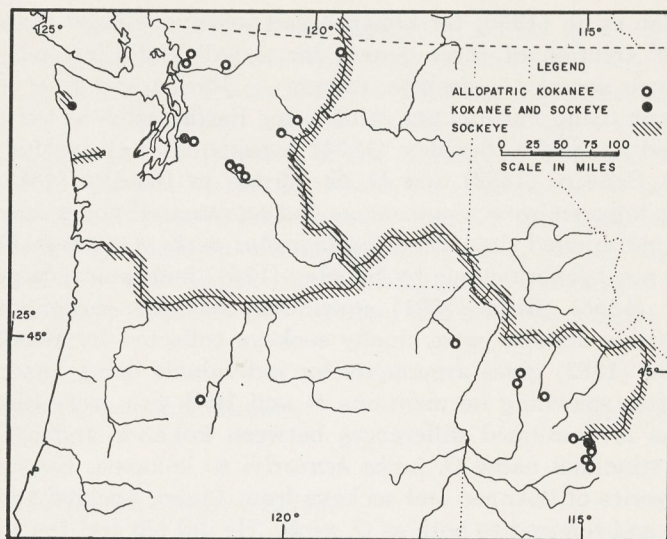 125° 120° 115°
LEGEND
ALLOPATRIC KOKANEE
KOKANEE AND SOCKEYE
SOCKEYE
0 25 50 75 100
SCALE IN MILES
125°
45°
45°
120° 115°